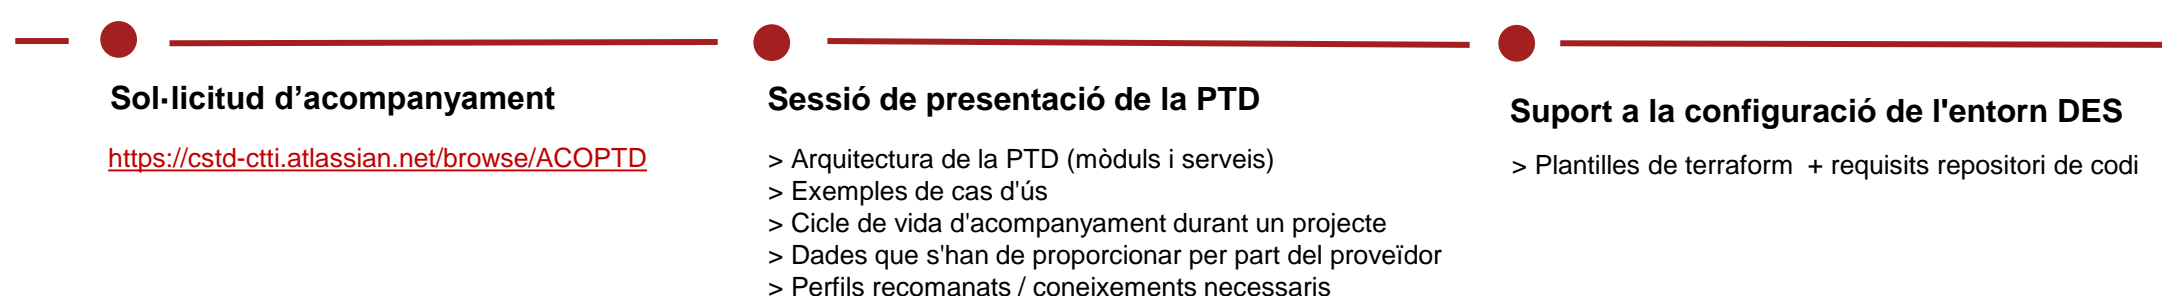 Sol·licitud d’acompanyament
https://cstd-ctti.atlassian.net/browse/ACOPTD
Sessió de presentació de la PTD
> Arquitectura de la PTD (mòduls i serveis)
> Exemples de cas d'ús
> Cicle de vida d'acompanyament durant un projecte
> Dades que s'han de proporcionar per part del proveïdor
> Perfils recomanats / coneixements necessaris
Suport a la configuració de l'entorn DES
> Plantilles de terraform + requisits repositori de codi